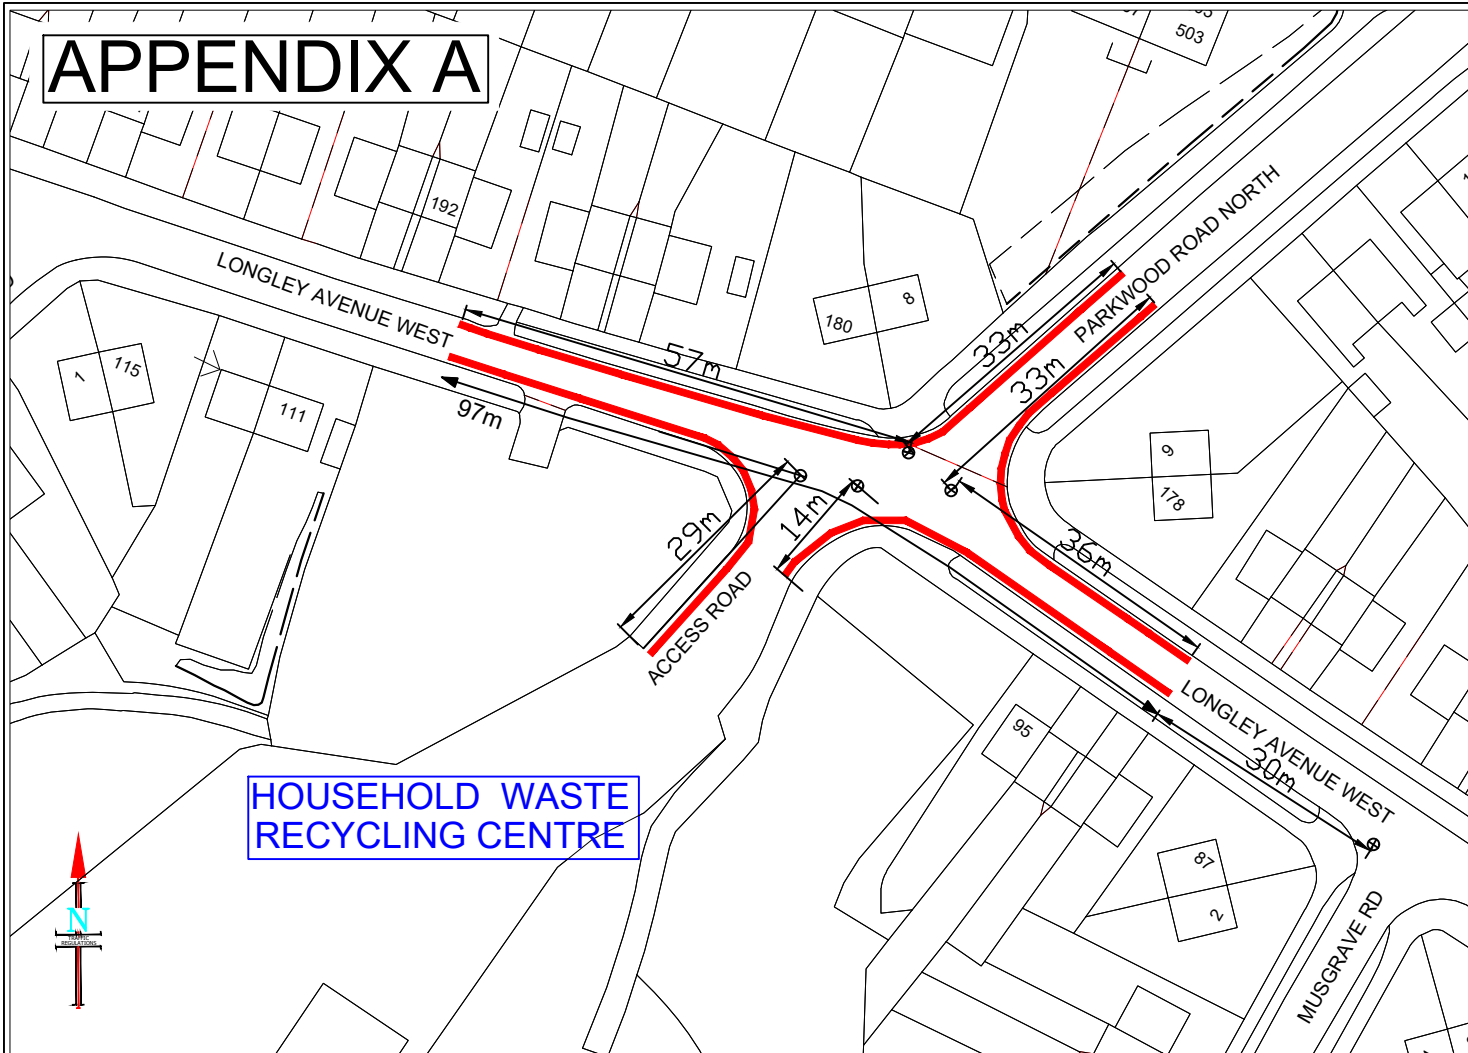 APPENDIX A
503
192
LONGLEY AVENUE WEST
PARKWOOD ROAD NORTH
8
180
57m
33m
33m
1
115
111
97m
9
178
29m
14m
36m
ACCESS ROAD
LONGLEY AVENUE WEST
95
30m
HOUSEHOLD WASTE
RECYCLING CENTRE
87
2
MUSGRAVE RD
N
TRAFFIC
REGULATIONS